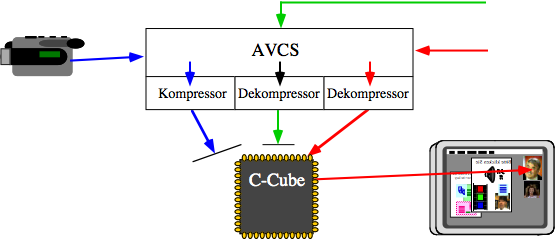 AVCS
Kompressor
Dekompressor
Dekompressor
C-Cube